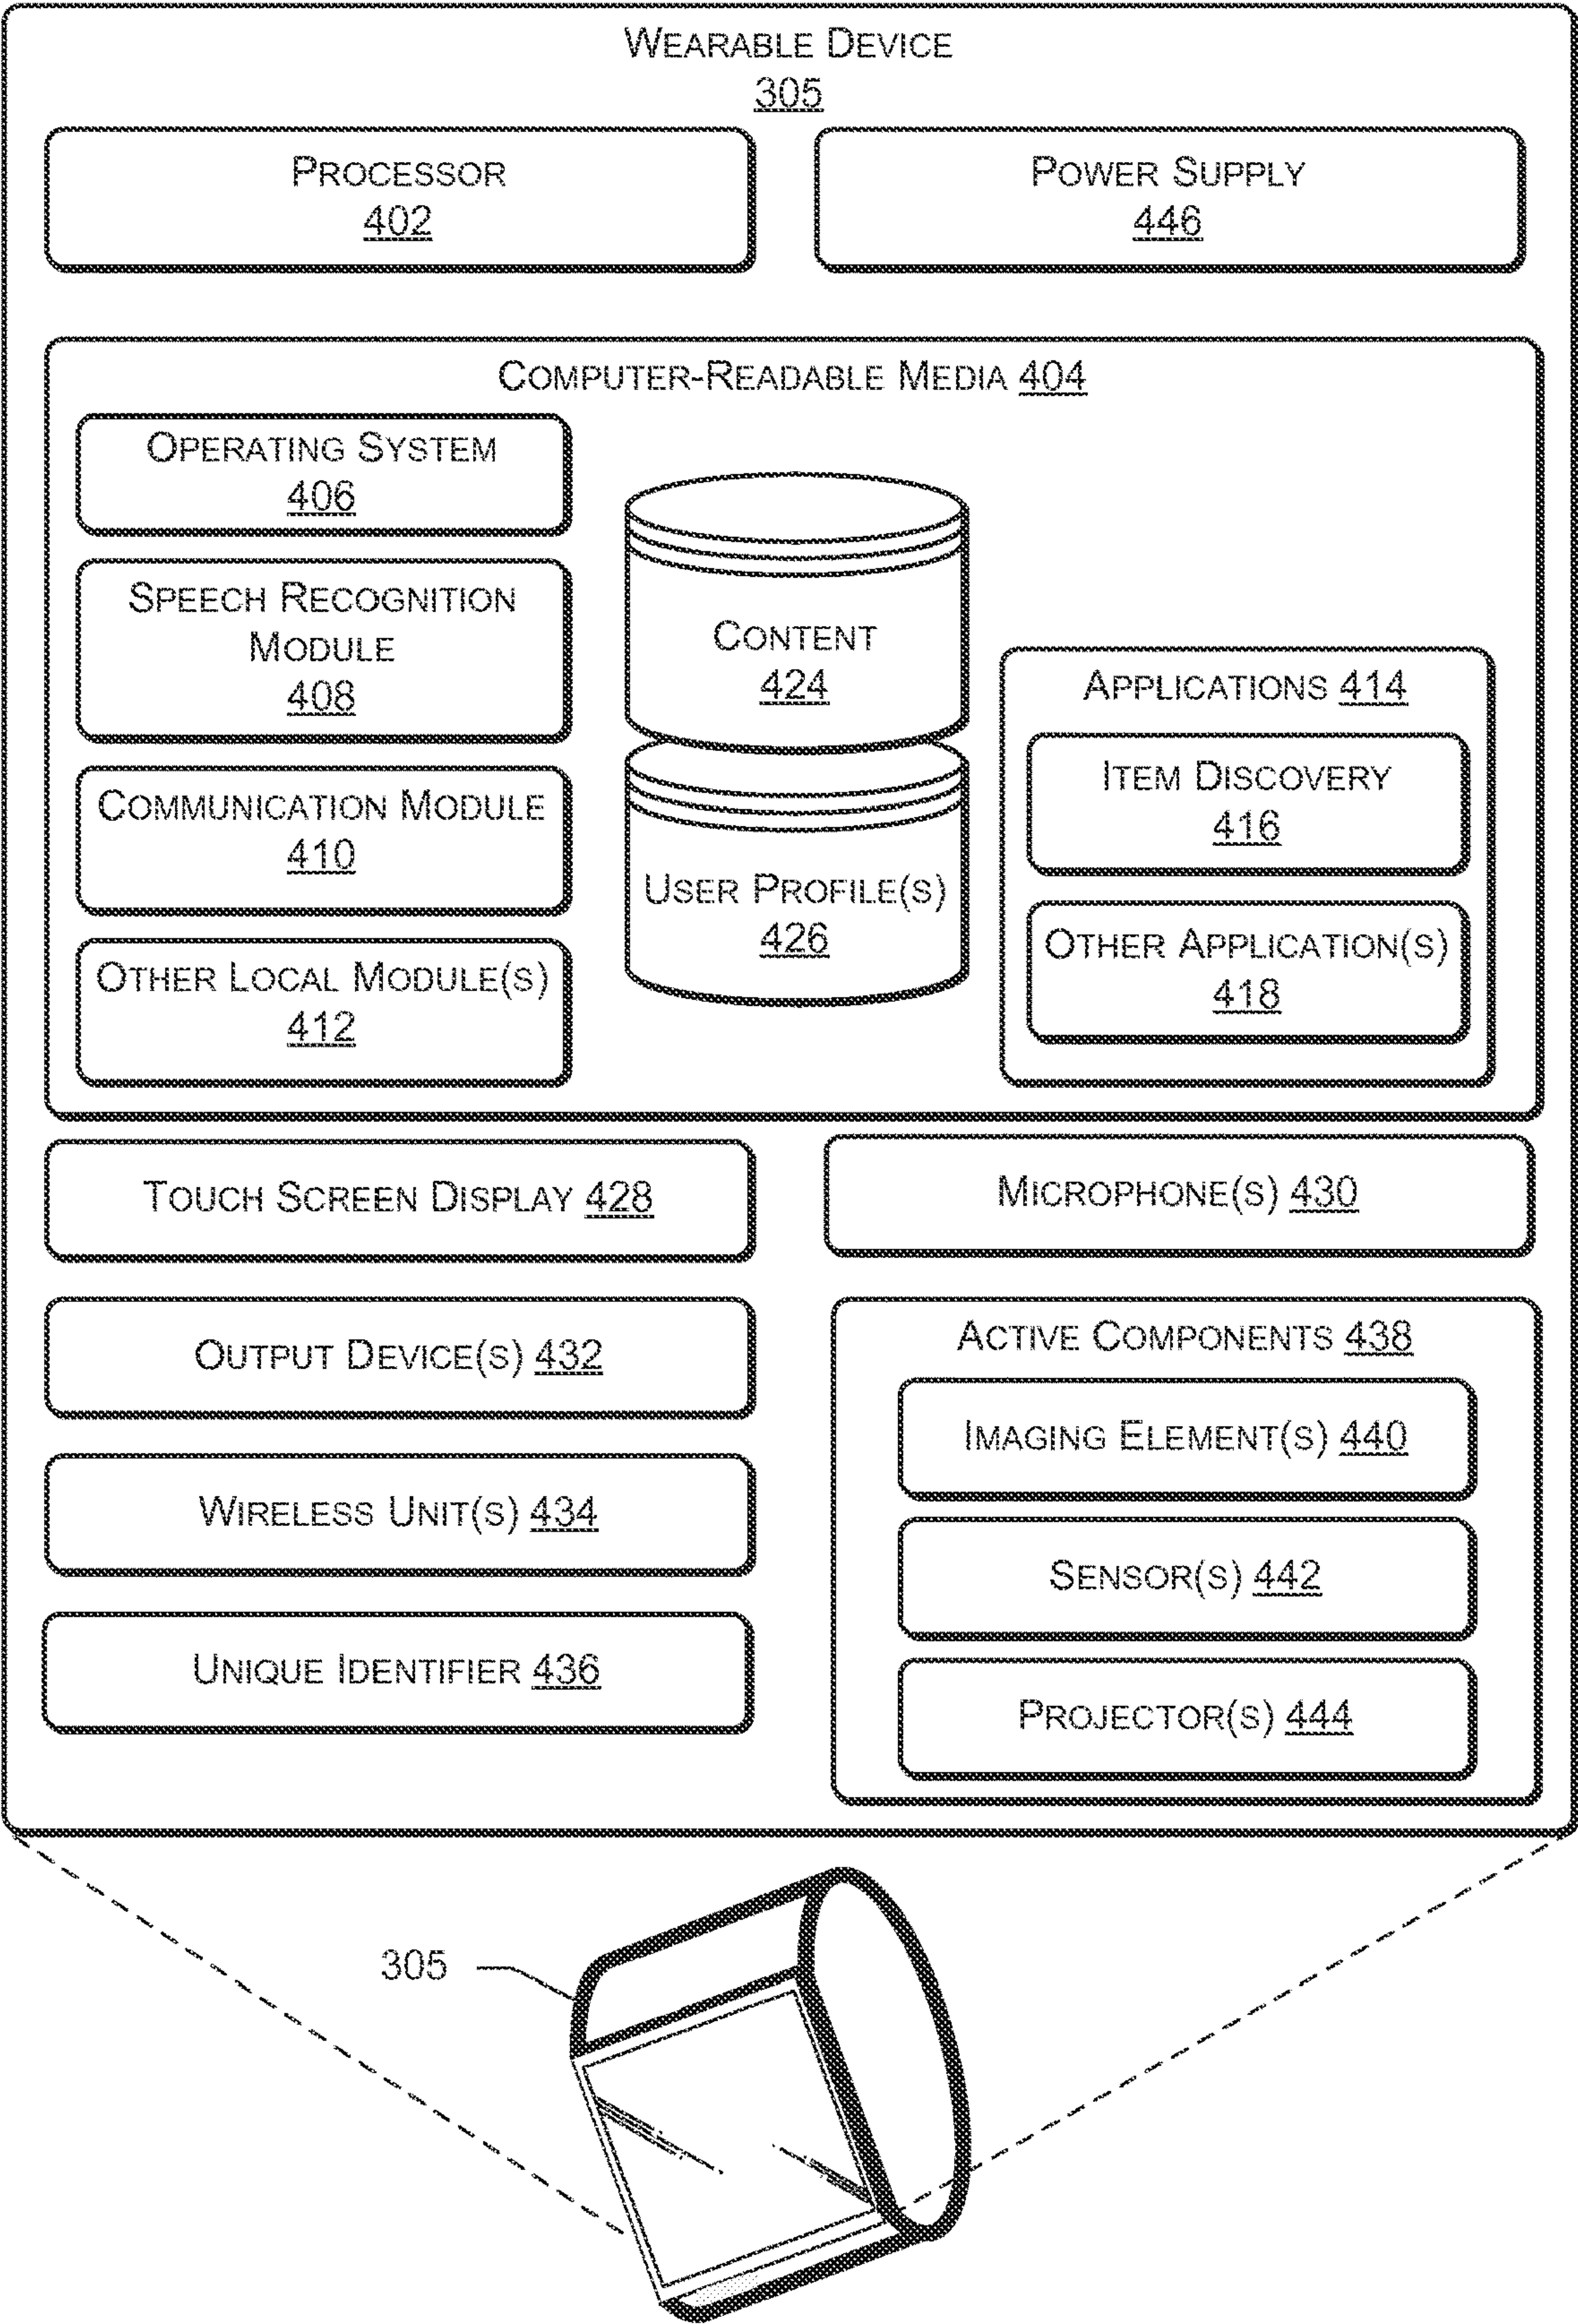 WEARABLE DEVICE
305
PROCESSOR
402
POWER SUPPLY
446
COMPUTER-READABLE MEDIA 404
OPERATING SYSTEM
406
SPEECH RECOGNITION
MODULE
408
COMMUNICATION MODULE
410
OTHER LOCAL MODULE(S)
412
CONTENT
424
USER PROFILE(S)
426
APPLICATIONS 414
ITEM DISCOVERY
416
OTHER APPLICATION(S)
418
TOUCH SCREEN DISPLAY 428
MICROPHONE(S) 430
OUTPUT DEVICE(S) 432
WIRELESS UNIT(S) 434
UNIQUE IDENTIFIER 436
ACTIVE COMPONENTS 438
IMAGING ELEMENT(S) 440
SENSOR(S) 442
PROJECTOR(S) 444
305